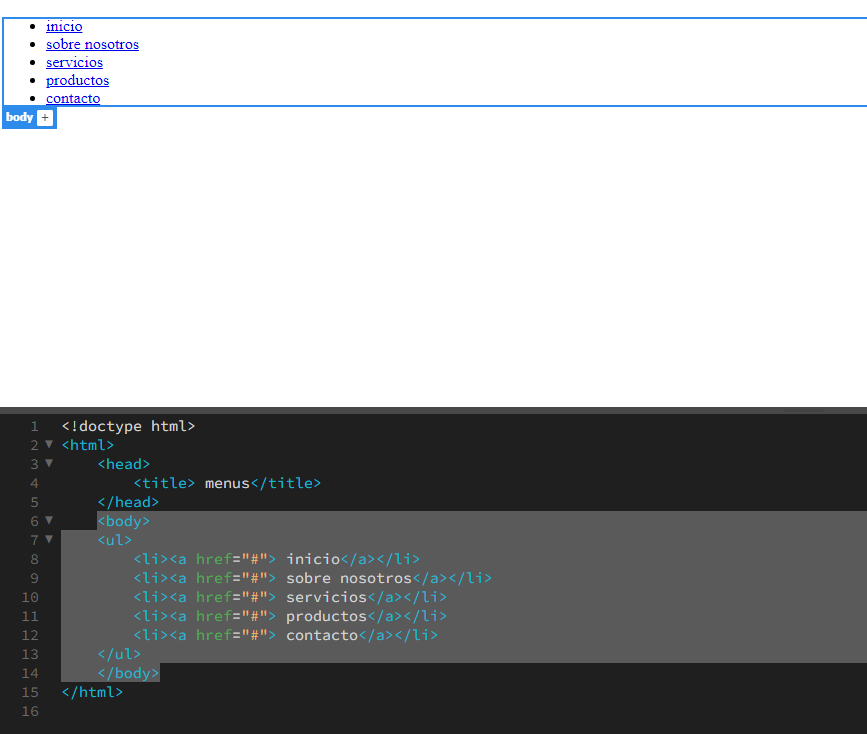 inicio
sobre nosotros
servicios
productos
contacto
body +
1 <!doctype html>
2 <html>
3 <head>
4 <title> menus</title>
5 </head>
6 <body>
7 <ul>
8 <li><a href="#"> inicio</a></li>
9 <li><a href="#"> sobre nosotros</a></li>
10 <li><a href="#"> servicios</a></li>
11 <li><a href="#"> productos</a></li>
12 <li><a href="#"> contacto</a></li>
13 </ul>
14 </body>
15 </html>
16